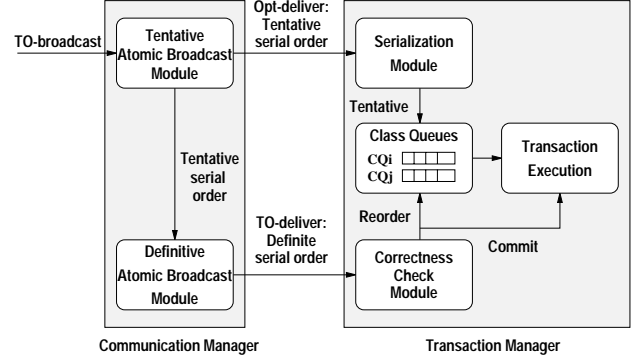 Opt-deliver:
Tentative
serial order
TO-broadcast
Tentative
Atomic Broadcast
Module
Serialization
Module
Tentative
Class Queues
CQi
CQj
Transaction
Execution
Tentative
serial
order
TO-deliver:
Definite
serial order
Reorder
Commit
Definitive
Atomic Broadcast
Module
Correctness
Check
Module
Communication Manager
Transaction Manager